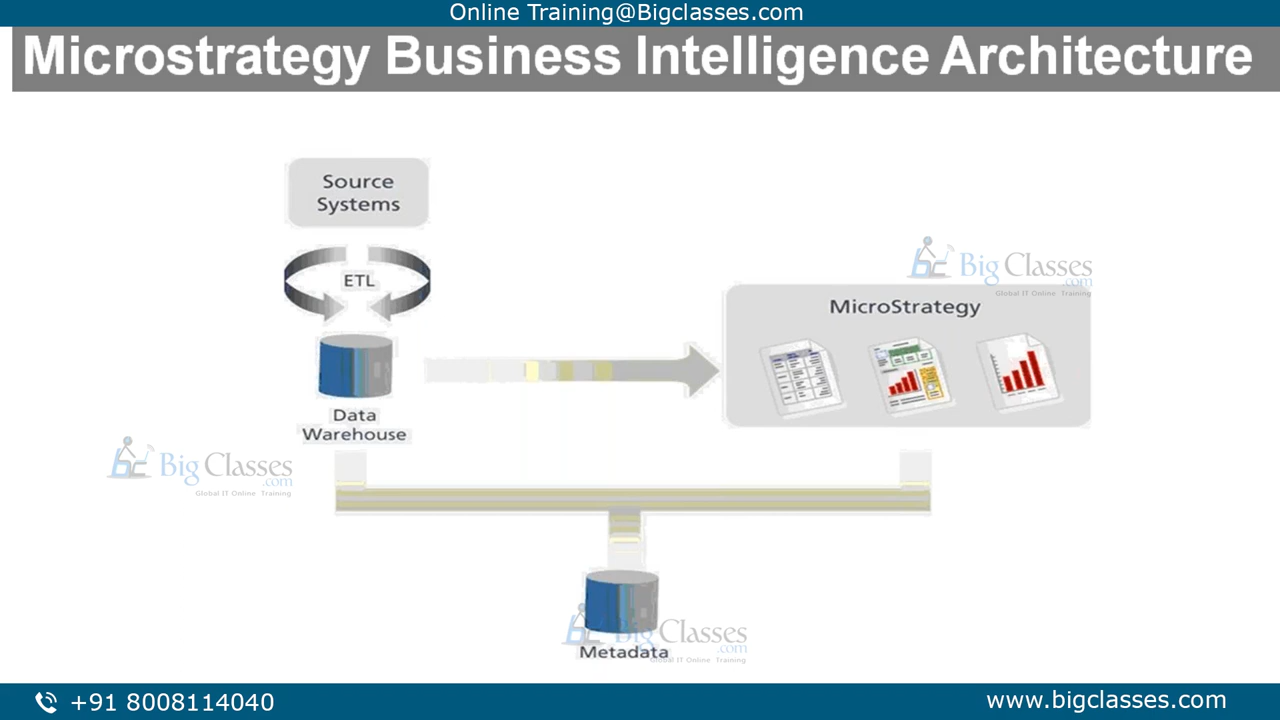 Online Training@Bigclasses.com
Microstrategy Business Intelligence Architecture
Source
Systems
ETL
Data
Warehouse
Big Classes
.com
Global IT Online Training
MicroStrategy
Big Classes
.com
Global IT Online Training
Big Classes
.com
Global IT Online Training
Metadata
+91 8008114040
www.bigclasses.com